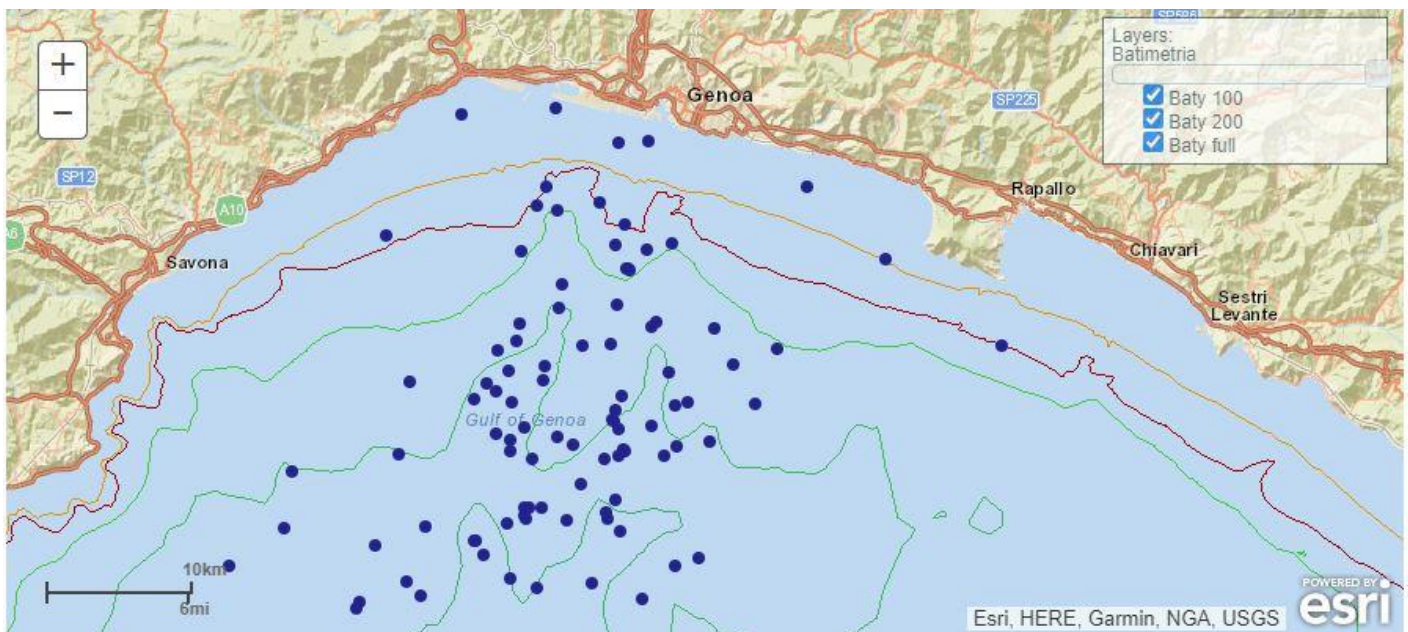 SP586
Layers:
Batimetria
Baty 100
Baty 200
Baty full
+
−
Genoa
SP225
SP12
A10
A6
Rapallo
Savona
Chiavari
Sestri
Levante
Gulf of Genoa
10km
6mi
POWERED BY
esri
Esri, HERE, Garmin, NGA, USGS